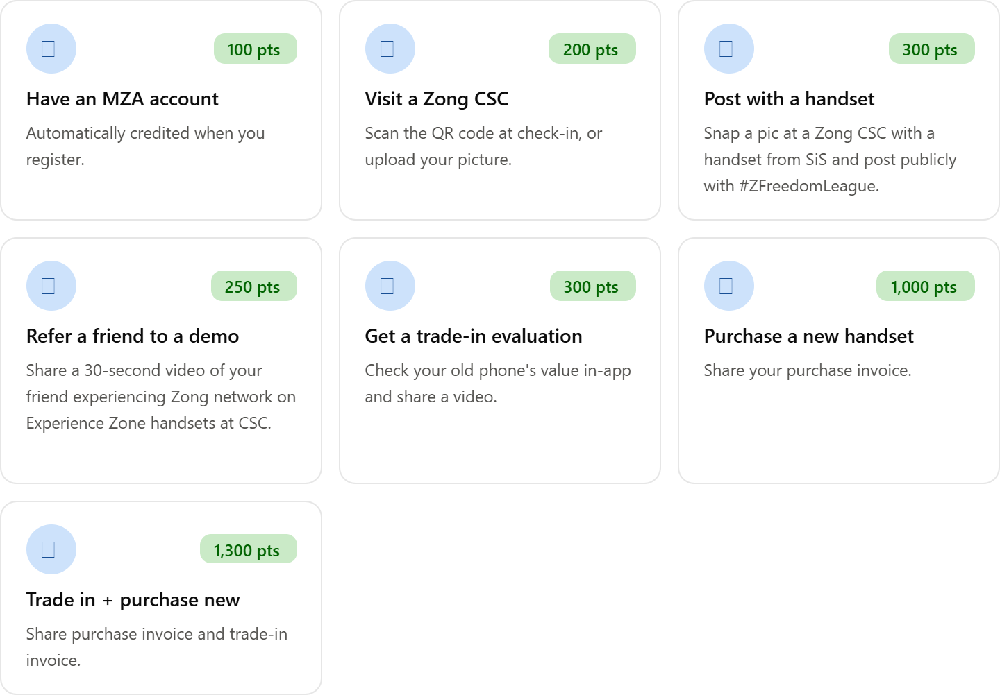 100 pts
Have an MZA account
Automatically credited when you
register.
200 pts
Visit a Zong CSC
Scan the QR code at check-in, or
upload your picture.
300 pts
Post with a handset
Snap a pic at a Zong CSC with a
handset from SiS and post publicly
with #ZFreedomLeague.
250 pts
Refer a friend to a demo
Share a 30-second video of your
friend experiencing Zong network on
Experience Zone handsets at CSC.
300 pts
Get a trade-in evaluation
Check your old phone's value in-app
and share a video.
1,000 pts
Purchase a new handset
Share your purchase invoice.
1,300 pts
Trade in + purchase new
Share purchase invoice and trade-in
invoice.